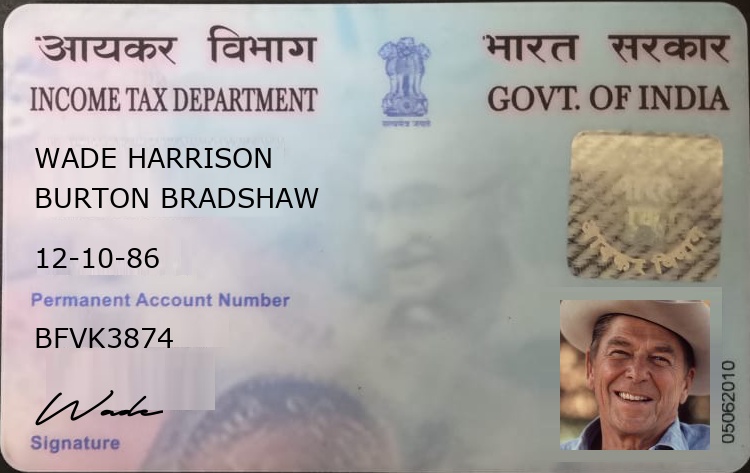 आयकर विभाग
INCOME TAX DEPARTMENT
भारत सरकार
GOVT. OF INDIA
सत्यमेव जयते
WADE HARRISON
BURTON BRADSHAW
12-10-86
Permanent Account Number
BFVK3874
Wade
Signature
05062010